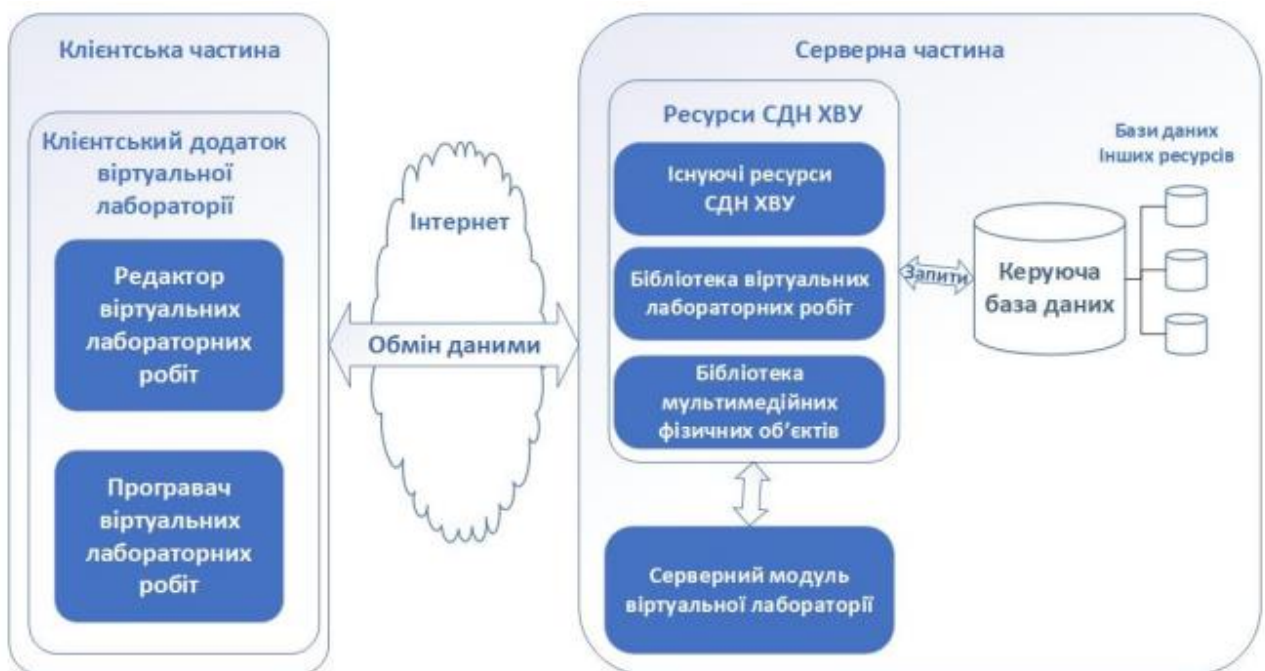 Клієнтська частина
Клієнтський додаток
віртуальної
лабораторії
Редактор
віртуальних
лабораторних
робіт
Програвач
віртуальних
лабораторних
робіт
Інтернет
Обмін даними
Серверна частина
Ресурси СДН ХВУ
Існуючі ресурси
СДН ХВУ
Бібліотека віртуальних
лабораторних робіт
Бібліотека
мультимедійних
фізичних об’єктів
Серверний модуль
віртуальної лабораторії
Запити
Керуюча
база даних
Бази даних
Інших ресурсів